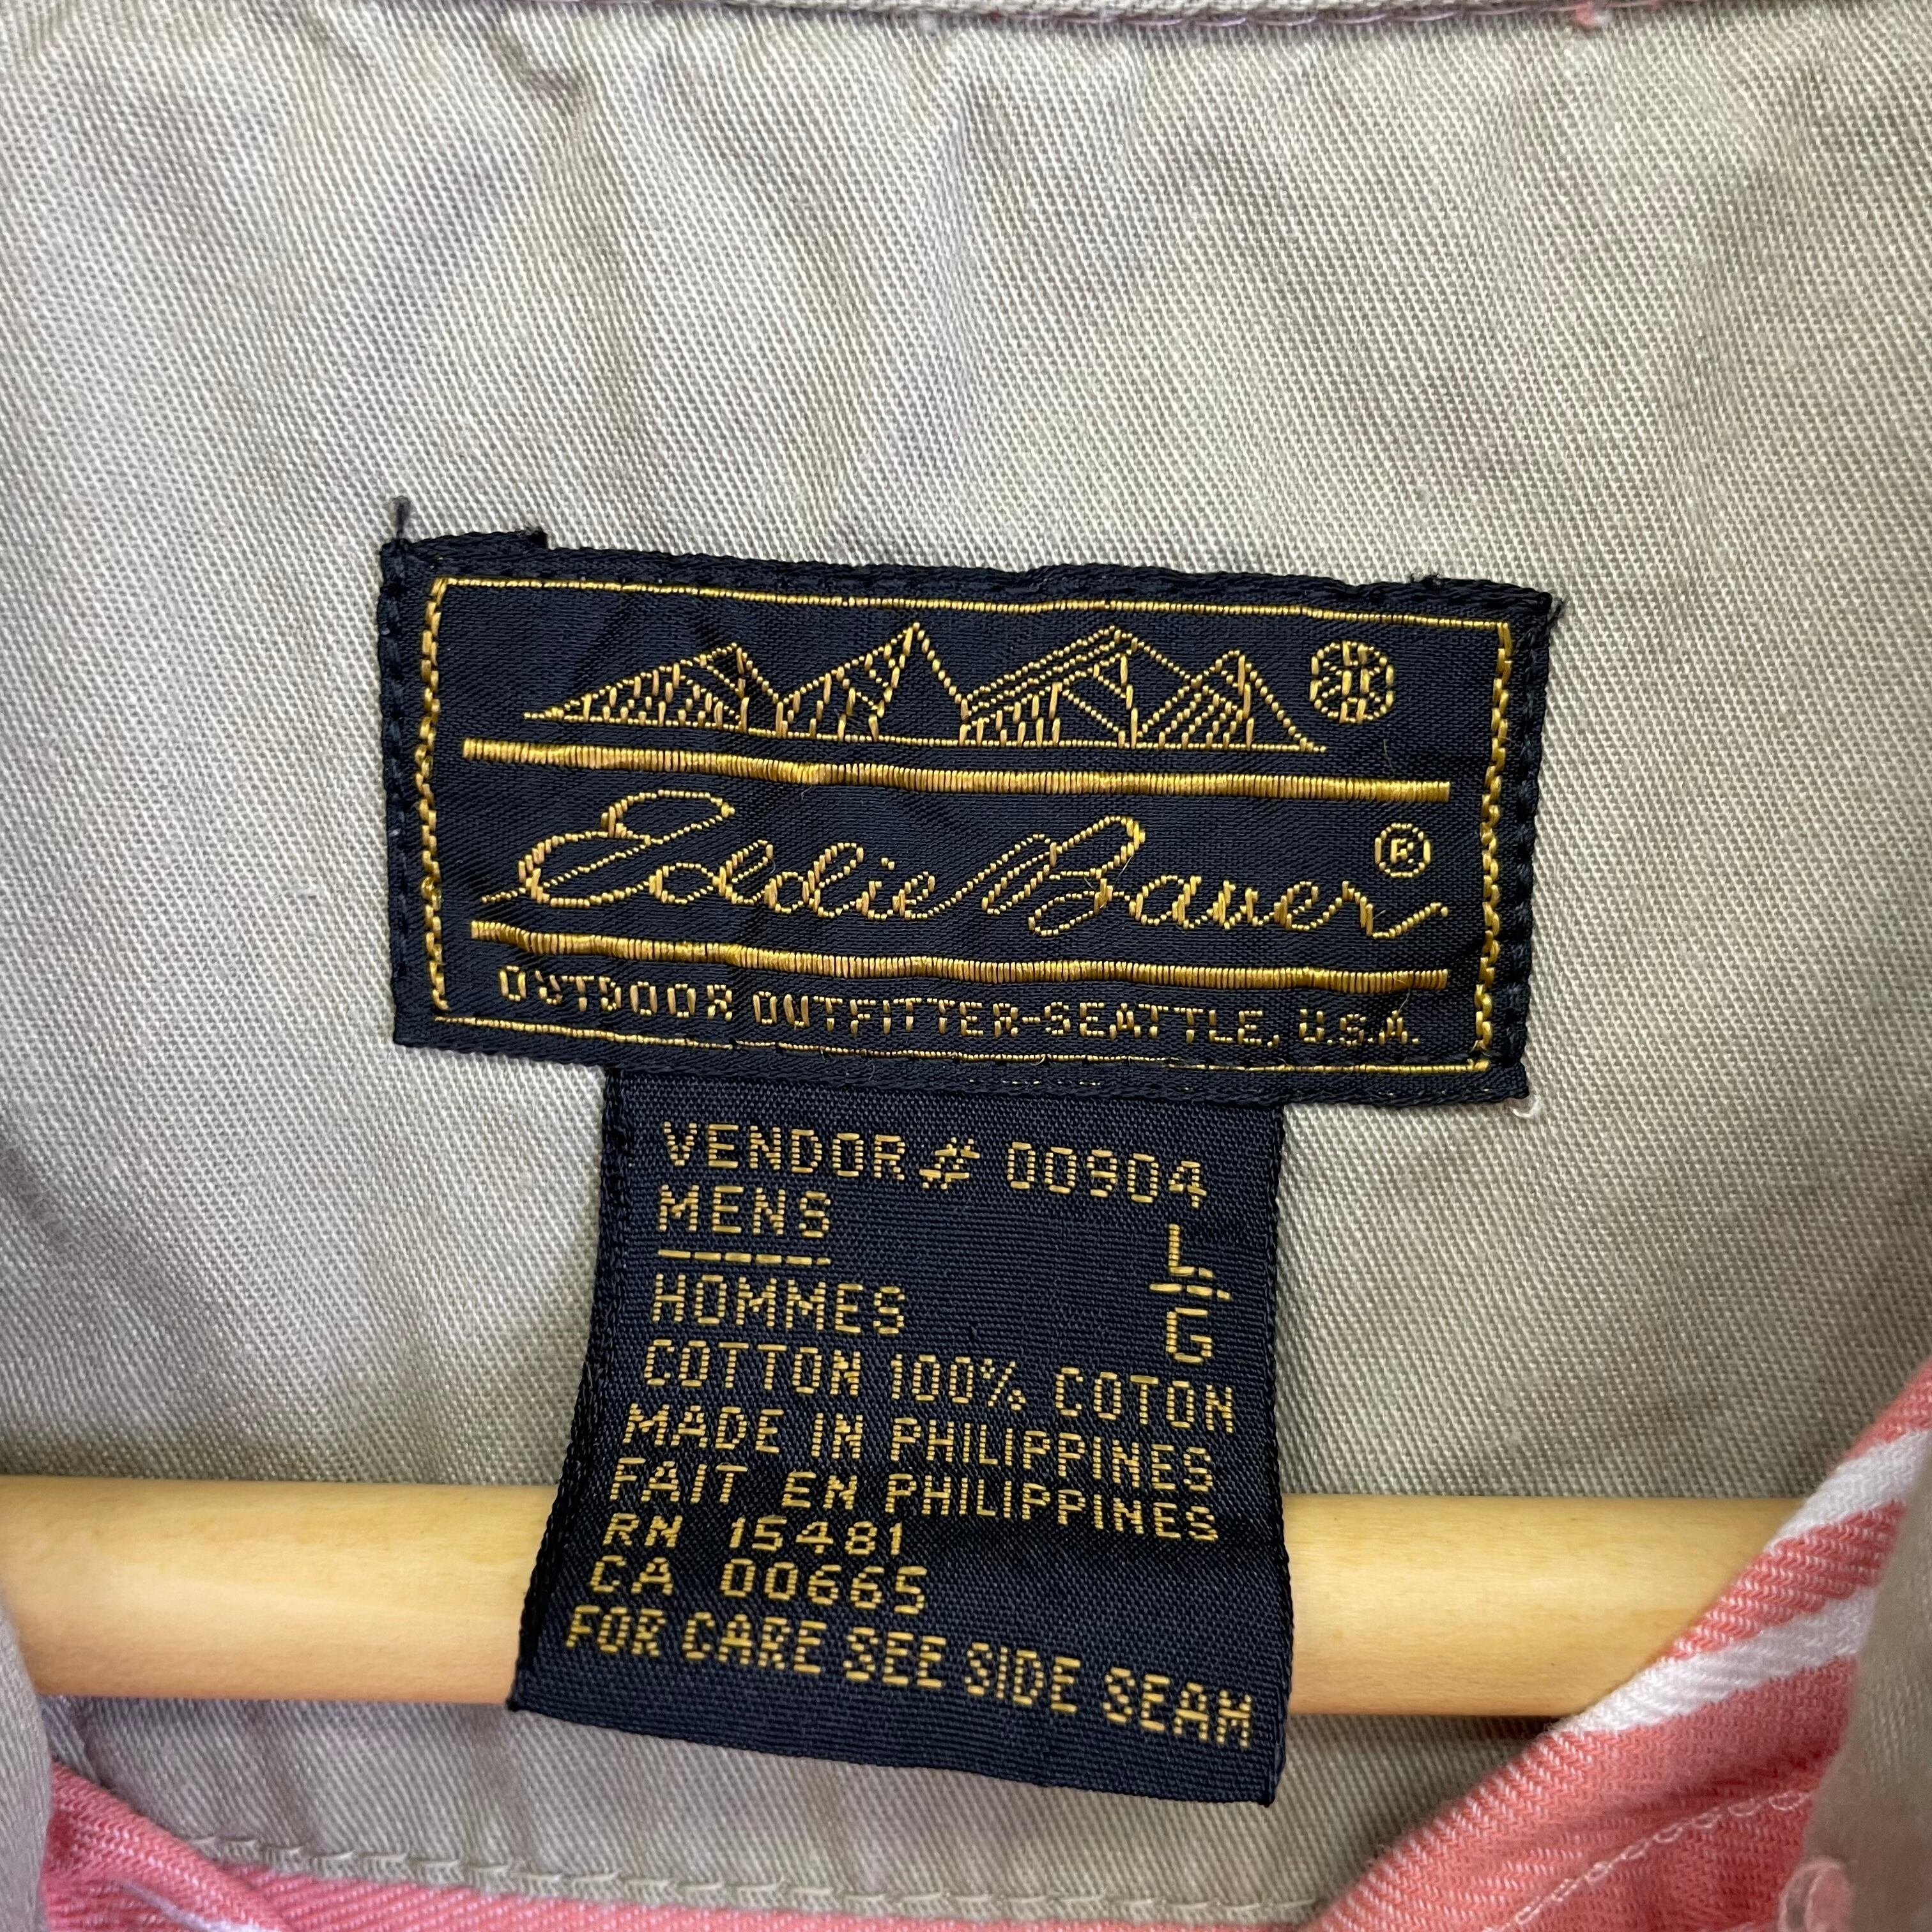 Eddie Bauer ®
OUTDOOR OUTFITTER-SEATTLE, U.S.A.
VENDOR # 00904
MENS L
HOMMES G
COTTON 100% COTON
MADE IN PHILIPPINES
FAIT EN PHILIPPINES
RN 15481
CA 00665
FOR CARE SEE SIDE SEAM